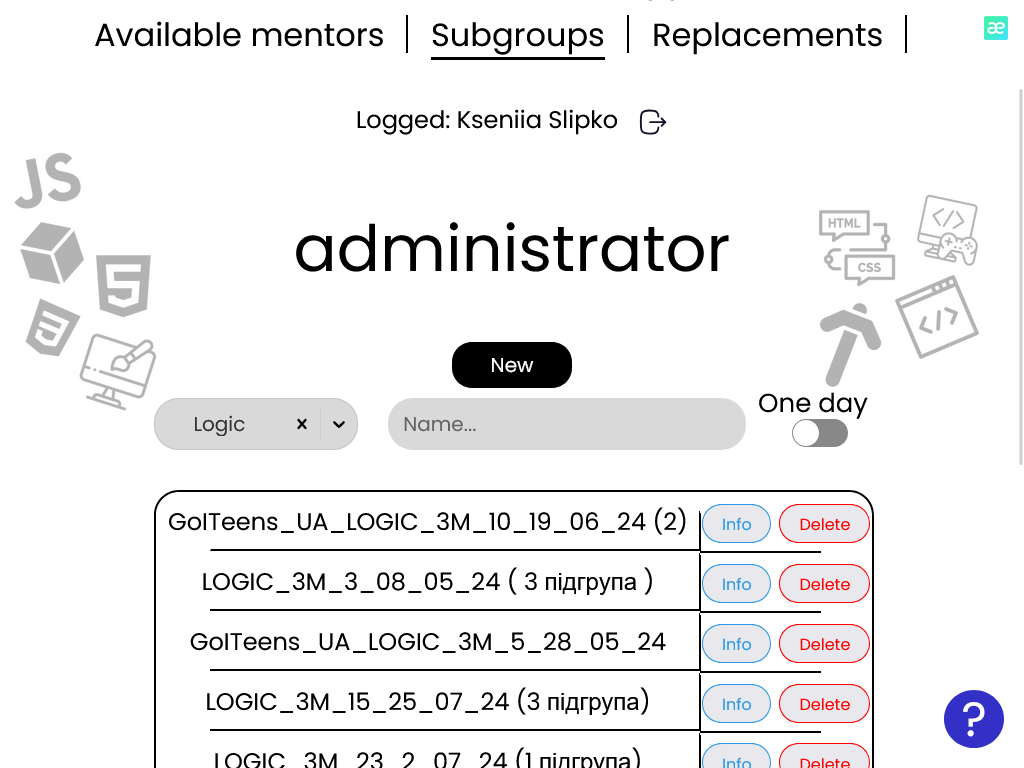 Available mentors
Subgroups
Replacements
æ
Logged: Kseniia Slipko
JS
HTML
CSS
administrator
New
Logic
Name...
One day
GoITeens_UA_LOGIC_3M_10_19_06_24 (2)
Info
Delete
LOGIC_3M_3_08_05_24 ( 3 підгрупа )
Info
Delete
GoITeens_UA_LOGIC_3M_5_28_05_24
Info
Delete
LOGIC_3M_15_25_07_24 (3 підгрупа)
Info
Delete
LOGIC_3M_23_2_07_24 (1 підгрупа)
Info
Delete
?